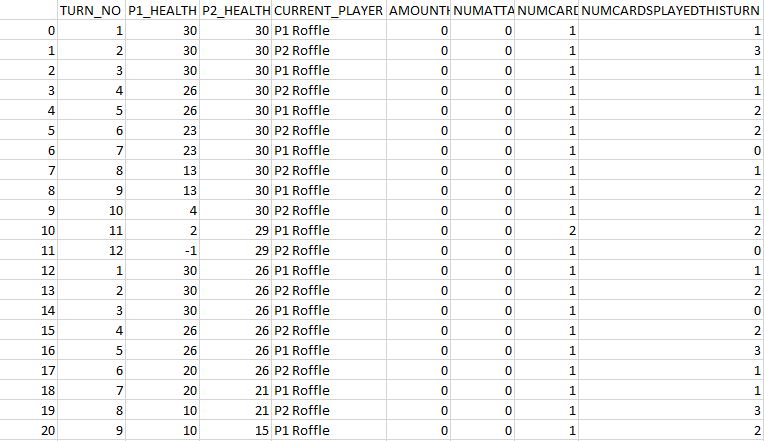 TURN_NO P1_HEALTH P2_HEALTH CURRENT_PLAYER AMOUNTH NUMATTA NUMCARD NUMCARDSPLAYEDTHISTURN
0 1 30 30 P1 Roffle 0 0 1 1
1 2 30 30 P2 Roffle 0 0 1 3
2 3 30 30 P1 Roffle 0 0 1 1
3 4 26 30 P2 Roffle 0 0 1 1
4 5 26 30 P1 Roffle 0 0 1 2
5 6 23 30 P2 Roffle 0 0 1 2
6 7 23 30 P1 Roffle 0 0 1 0
7 8 13 30 P2 Roffle 0 0 1 1
8 9 13 30 P1 Roffle 0 0 1 2
9 10 4 30 P2 Roffle 0 0 1 1
10 11 2 29 P1 Roffle 0 0 2 2
11 12 -1 29 P2 Roffle 0 0 1 0
12 1 30 26 P1 Roffle 0 0 1 1
13 2 30 26 P2 Roffle 0 0 1 2
14 3 30 26 P1 Roffle 0 0 1 0
15 4 26 26 P2 Roffle 0 0 1 2
16 5 26 26 P1 Roffle 0 0 1 3
17 6 20 26 P2 Roffle 0 0 1 1
18 7 20 21 P1 Roffle 0 0 1 1
19 8 10 21 P2 Roffle 0 0 1 3
20 9 10 15 P1 Roffle 0 0 1 2